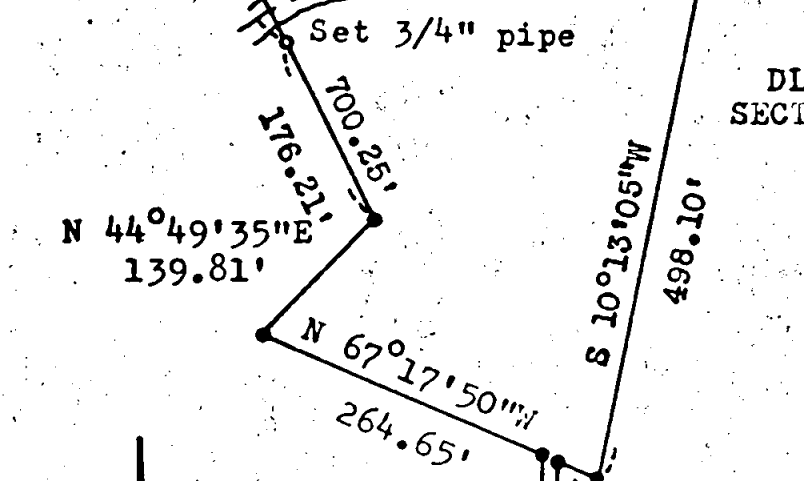 Set 3/4" pipe
DL
SECT
700.25'
176.21'
N 44°49'35"E
139.81'
S 10°13'05"W
498.10'
N 67°17'50"W
264.65'